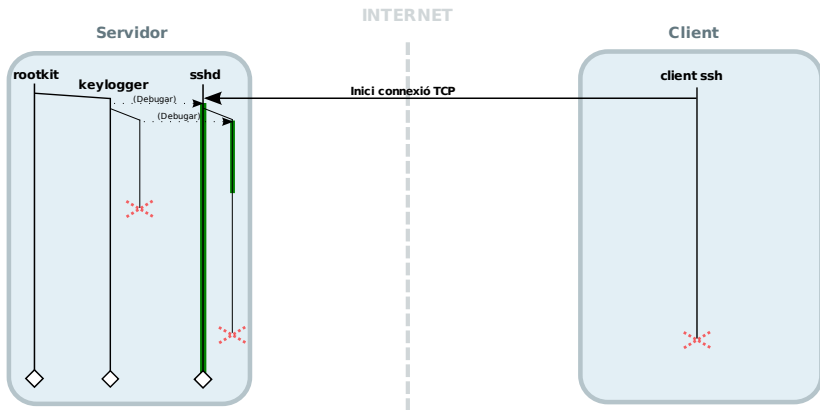 INTERNET
Servidor
Client
rootkit
keylogger
sshd
client ssh
Inici connexió TCP
(Debugar)
(Debugar)